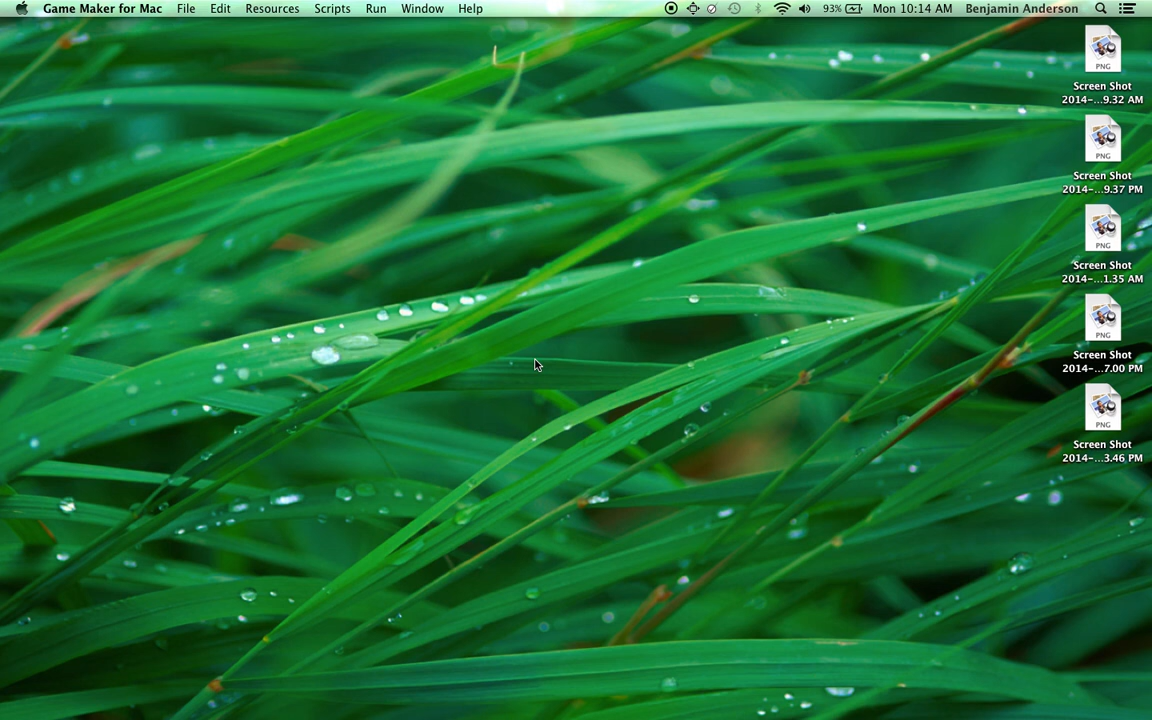 Game Maker for Mac File Edit Resources Scripts Run Window Help 93% Mon 10:14 AM Benjamin Anderson
PNG
Screen Shot
2014-...9.32 AM
PNG
Screen Shot
2014-...9.37 PM
PNG
Screen Shot
2014-...1.35 AM
PNG
Screen Shot
2014-...7.00 PM
PNG
Screen Shot
2014-...3.46 PM